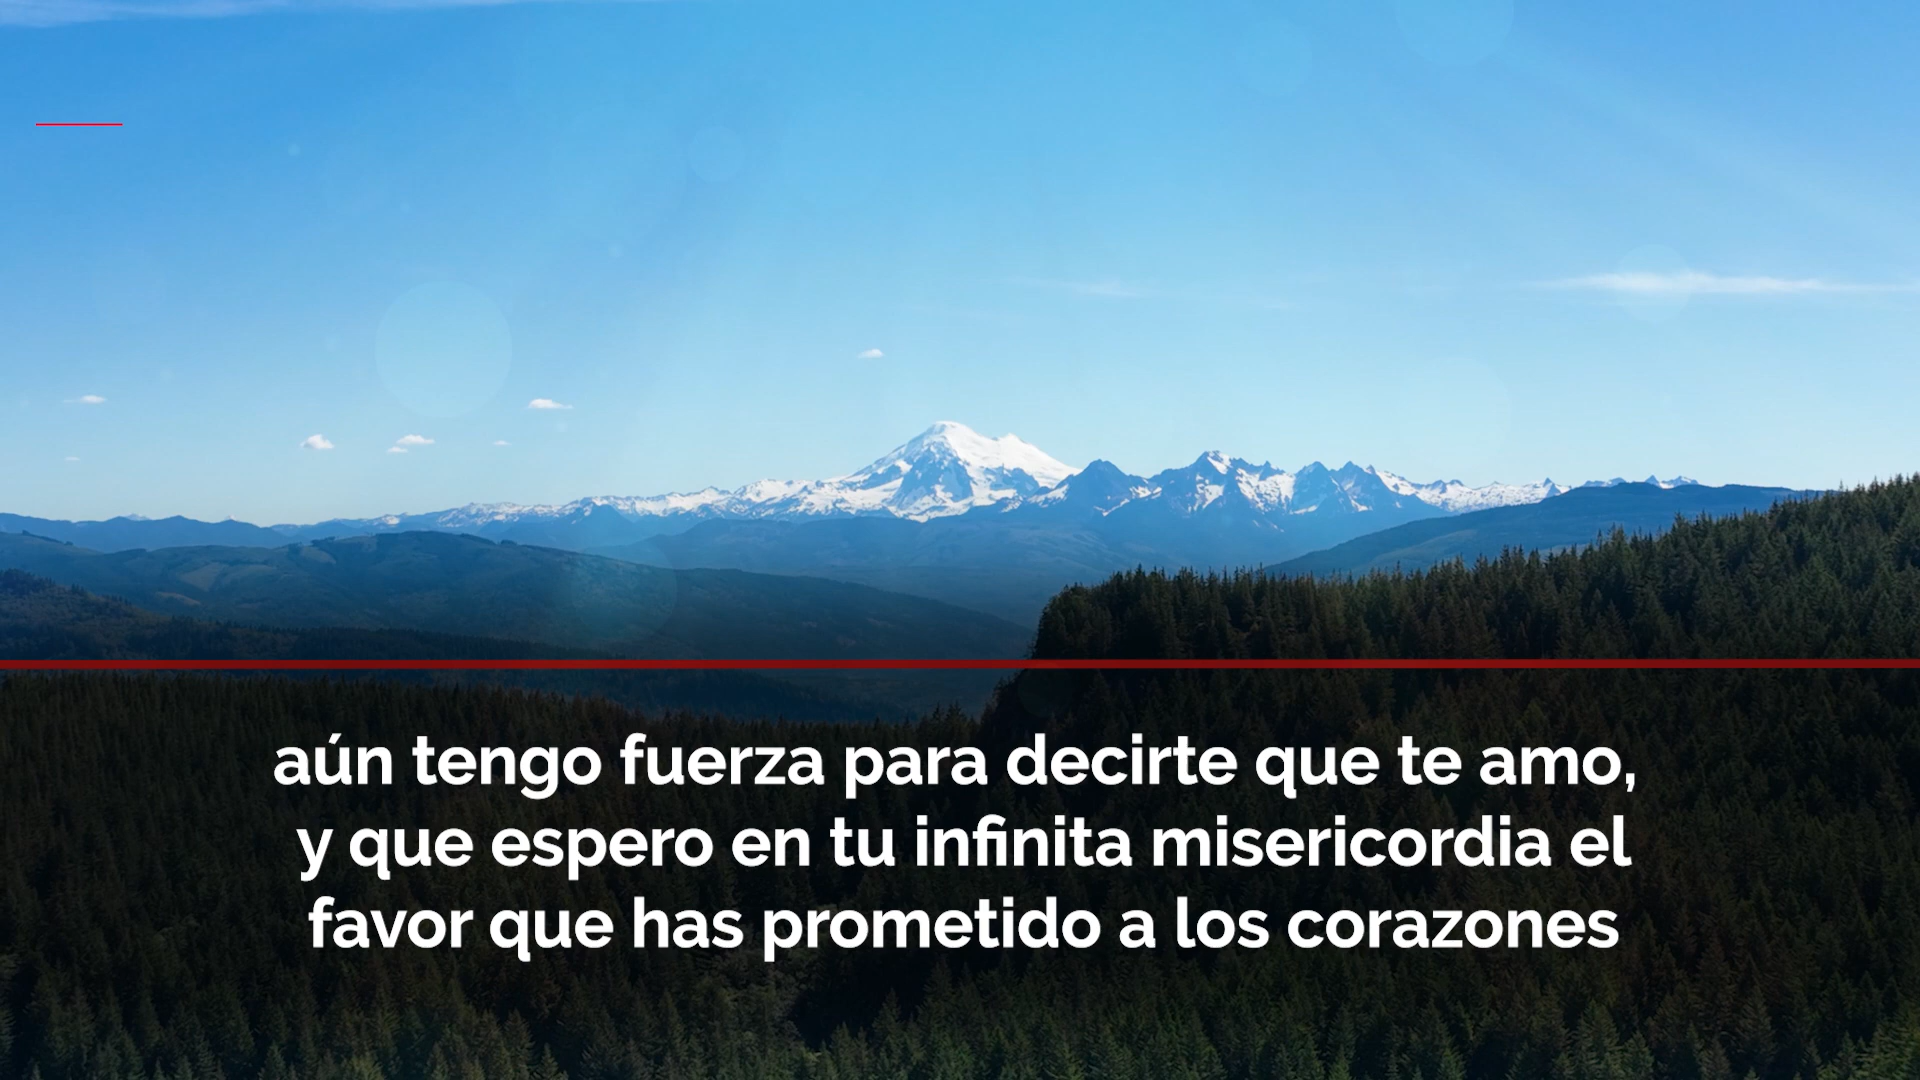 aún tengo fuerza para decirte que te amo,
y que espero en tu infinita misericordia el
favor que has prometido a los corazones